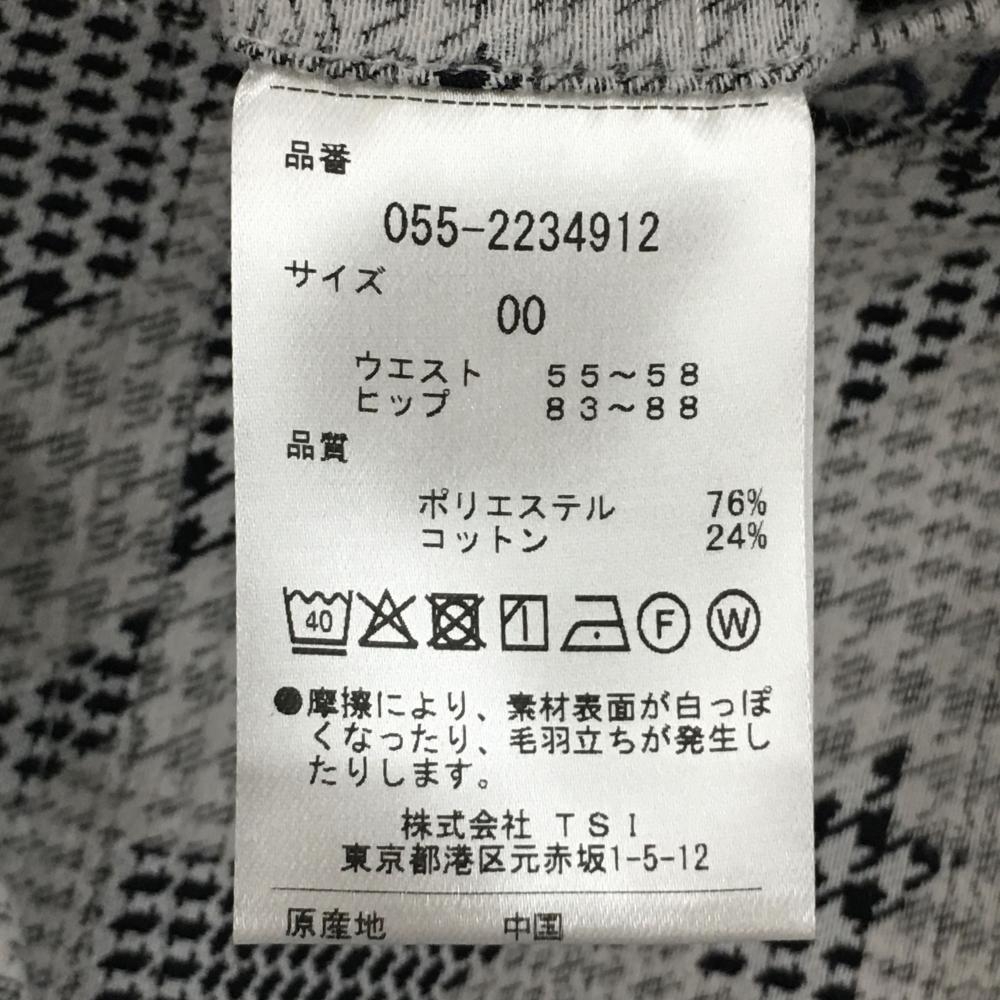 品番
055-2234912
サイズ
00
ウエスト 55～58
ヒップ 83～88
品質
ポリエステル 76%
コットン 24%
40 F W
●摩擦により、素材表面が白っぽ
くなったり、毛羽立ちが発生し
たりします。
株式会社 TSI
東京都港区元赤坂1-5-12
原産地 中国